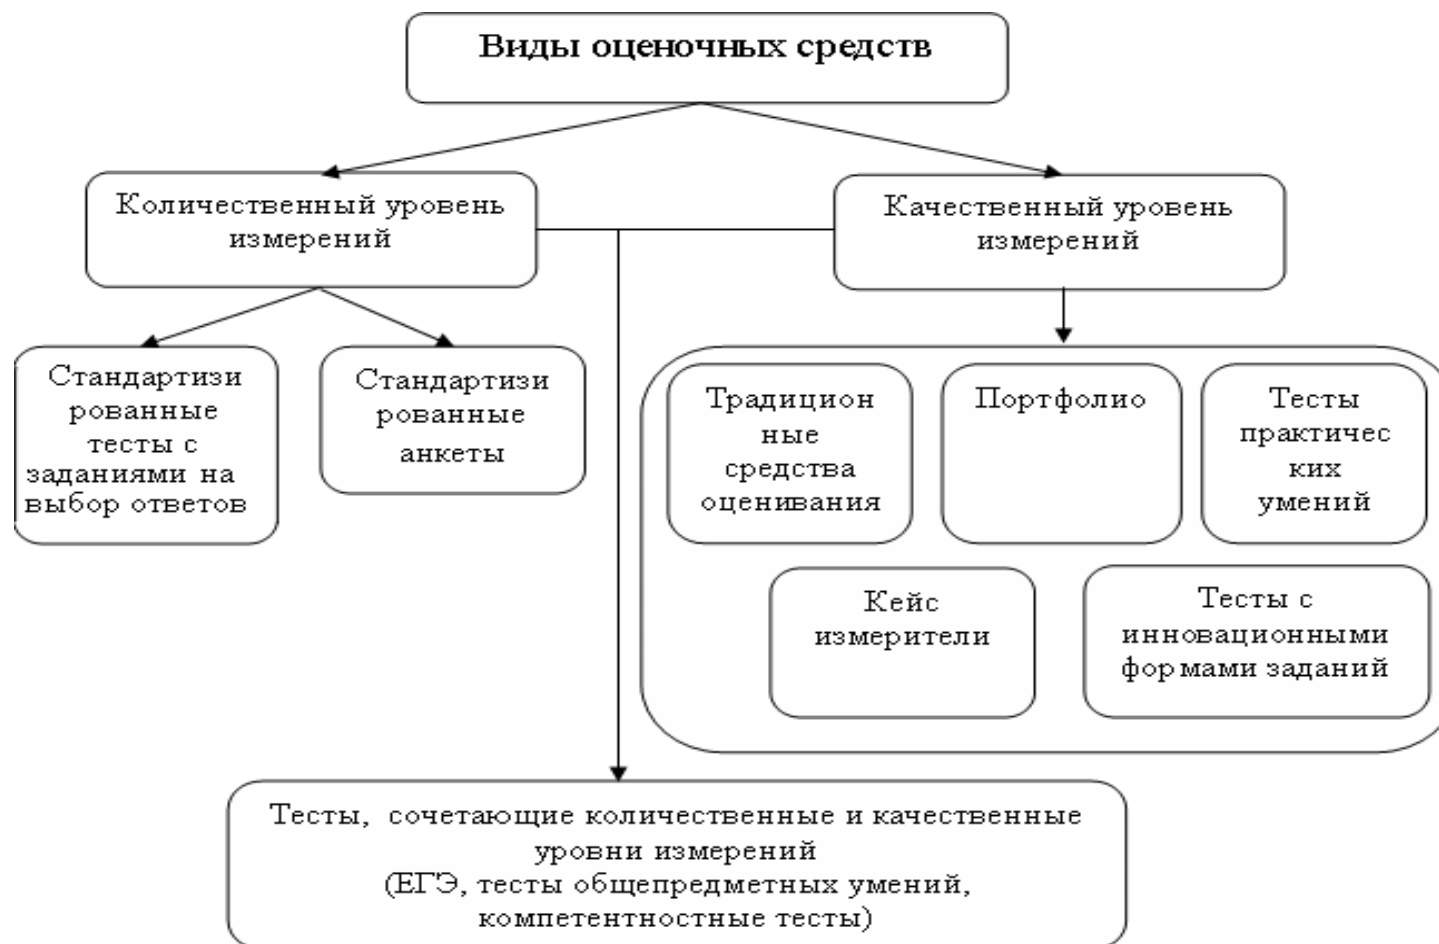 Виды оценочных средств
Количественный уровень
измерений
Качественный уровень
измерений
Стандартизи
рованные
тесты с
заданиями на
выбор ответов
Стандартизи
рованные
анкеты
Традицион
ные
средства
оценивания
Портфолио
Тесты
практичес
ких
умений
Кейс
измерители
Тесты с
инновационными
формами заданий
Тесты, сочетающие количественные и качественные
уровни измерений
(ЕГЭ, тесты общепредметных умений,
компетентностные тесты)